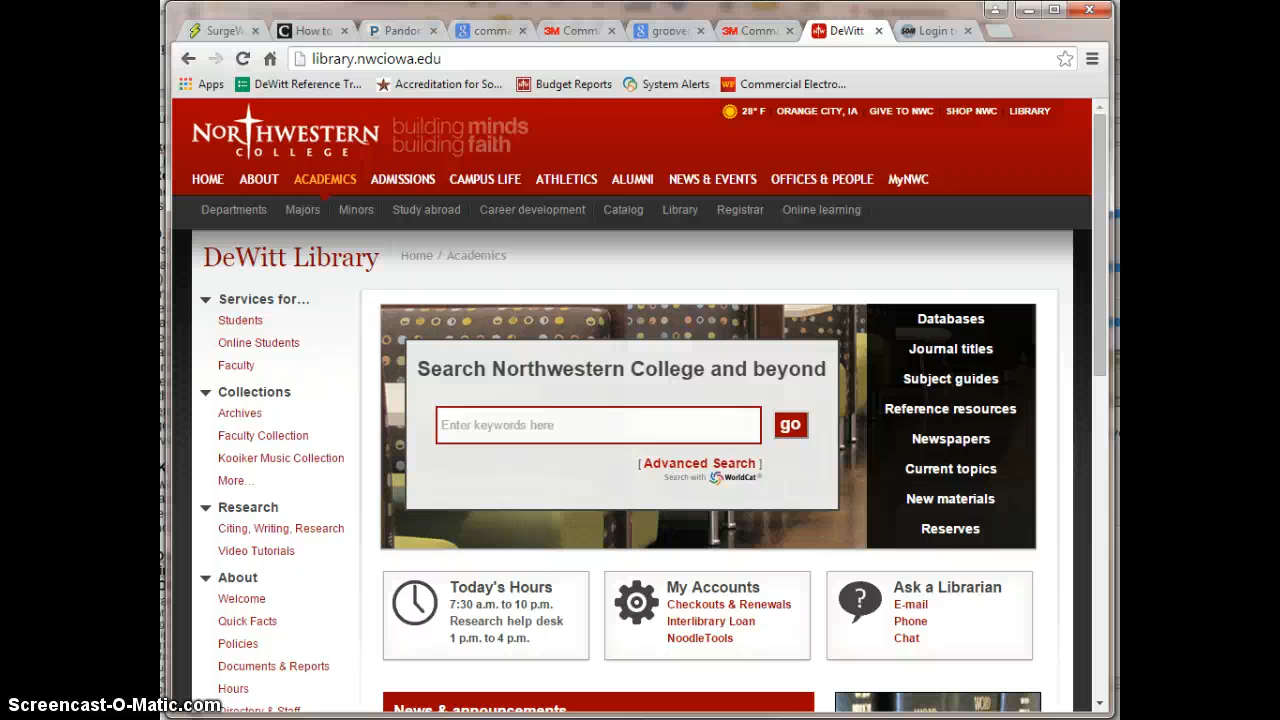 SurgeW
How to
Pandor
comme
3M Comm
groove
3M Comma
DeWitt
Login t
library.nwciowa.edu
Apps
DeWitt Reference Tr...
Accreditation for So...
Budget Reports
System Alerts
Commercial Electro...
28° F
ORANGE CITY, IA
GIVE TO NWC
SHOP NWC
LIBRARY
NORTHWESTERN
COLLEGE
building minds
building faith
HOME
ABOUT
ACADEMICS
ADMISSIONS
CAMPUS LIFE
ATHLETICS
ALUMNI
NEWS & EVENTS
OFFICES & PEOPLE
MyNWC
Departments
Majors
Minors
Study abroad
Career development
Catalog
Library
Registrar
Online learning
DeWitt Library
Home / Academics
Services for...
Students
Online Students
Faculty
Collections
Archives
Faculty Collection
Kooiker Music Collection
More...
Research
Citing, Writing, Research
Video Tutorials
About
Welcome
Quick Facts
Policies
Documents & Reports
Hours
Directory & Staff
Search Northwestern College and beyond
Enter keywords here
go
[ Advanced Search ]
Search with WorldCat®
Databases
Journal titles
Subject guides
Reference resources
Newspapers
Current topics
New materials
Reserves
Today's Hours
7:30 a.m. to 10 p.m.
Research help desk
1 p.m. to 4 p.m.
My Accounts
Checkouts & Renewals
Interlibrary Loan
NoodleTools
Ask a Librarian
E-mail
Phone
Chat
News & announcements
Screencast-O-Matic.com